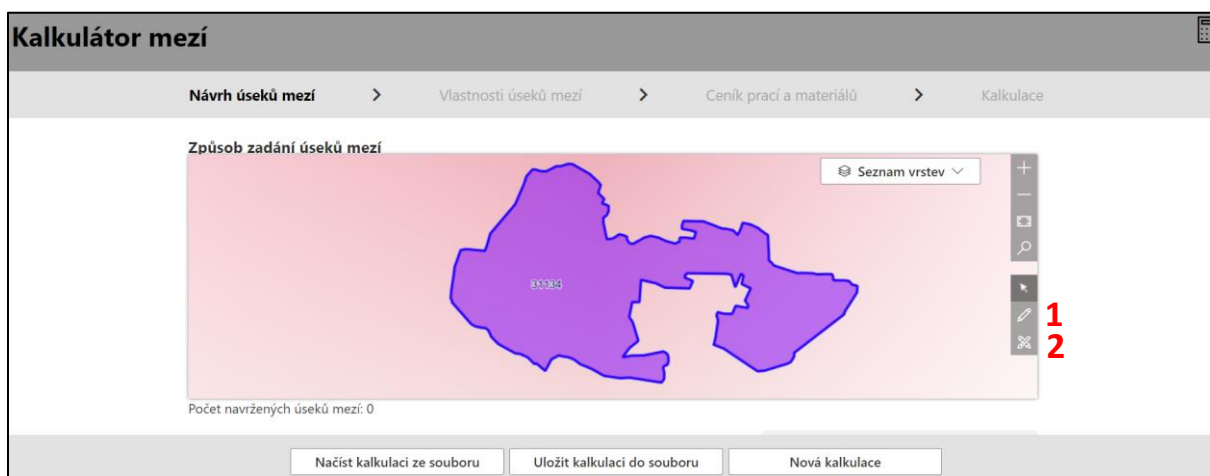 Kalkulátor mezí
Návrh úseků mezí > Vlastnosti úseků mezí > Ceník prací a materiálů > Kalkulace
Způsob zadání úseků mezí
Seznam vrstev
31134
1
2
Počet navržených úseků mezí: 0
Načíst kalkulaci ze souboru Uložit kalkulaci do souboru Nová kalkulace